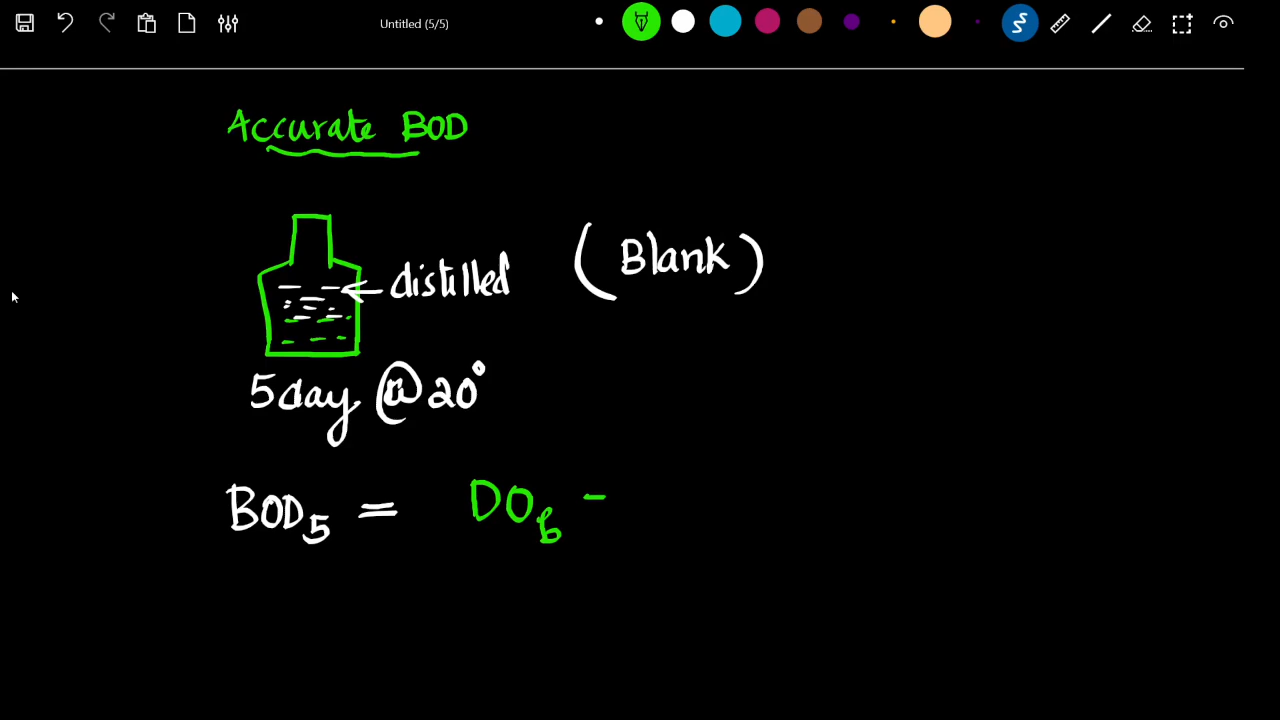 Untitled (5/5)
Accurate BOD
distilled (Blank)
5day @ 20°
BOD₅ = DO₆ -